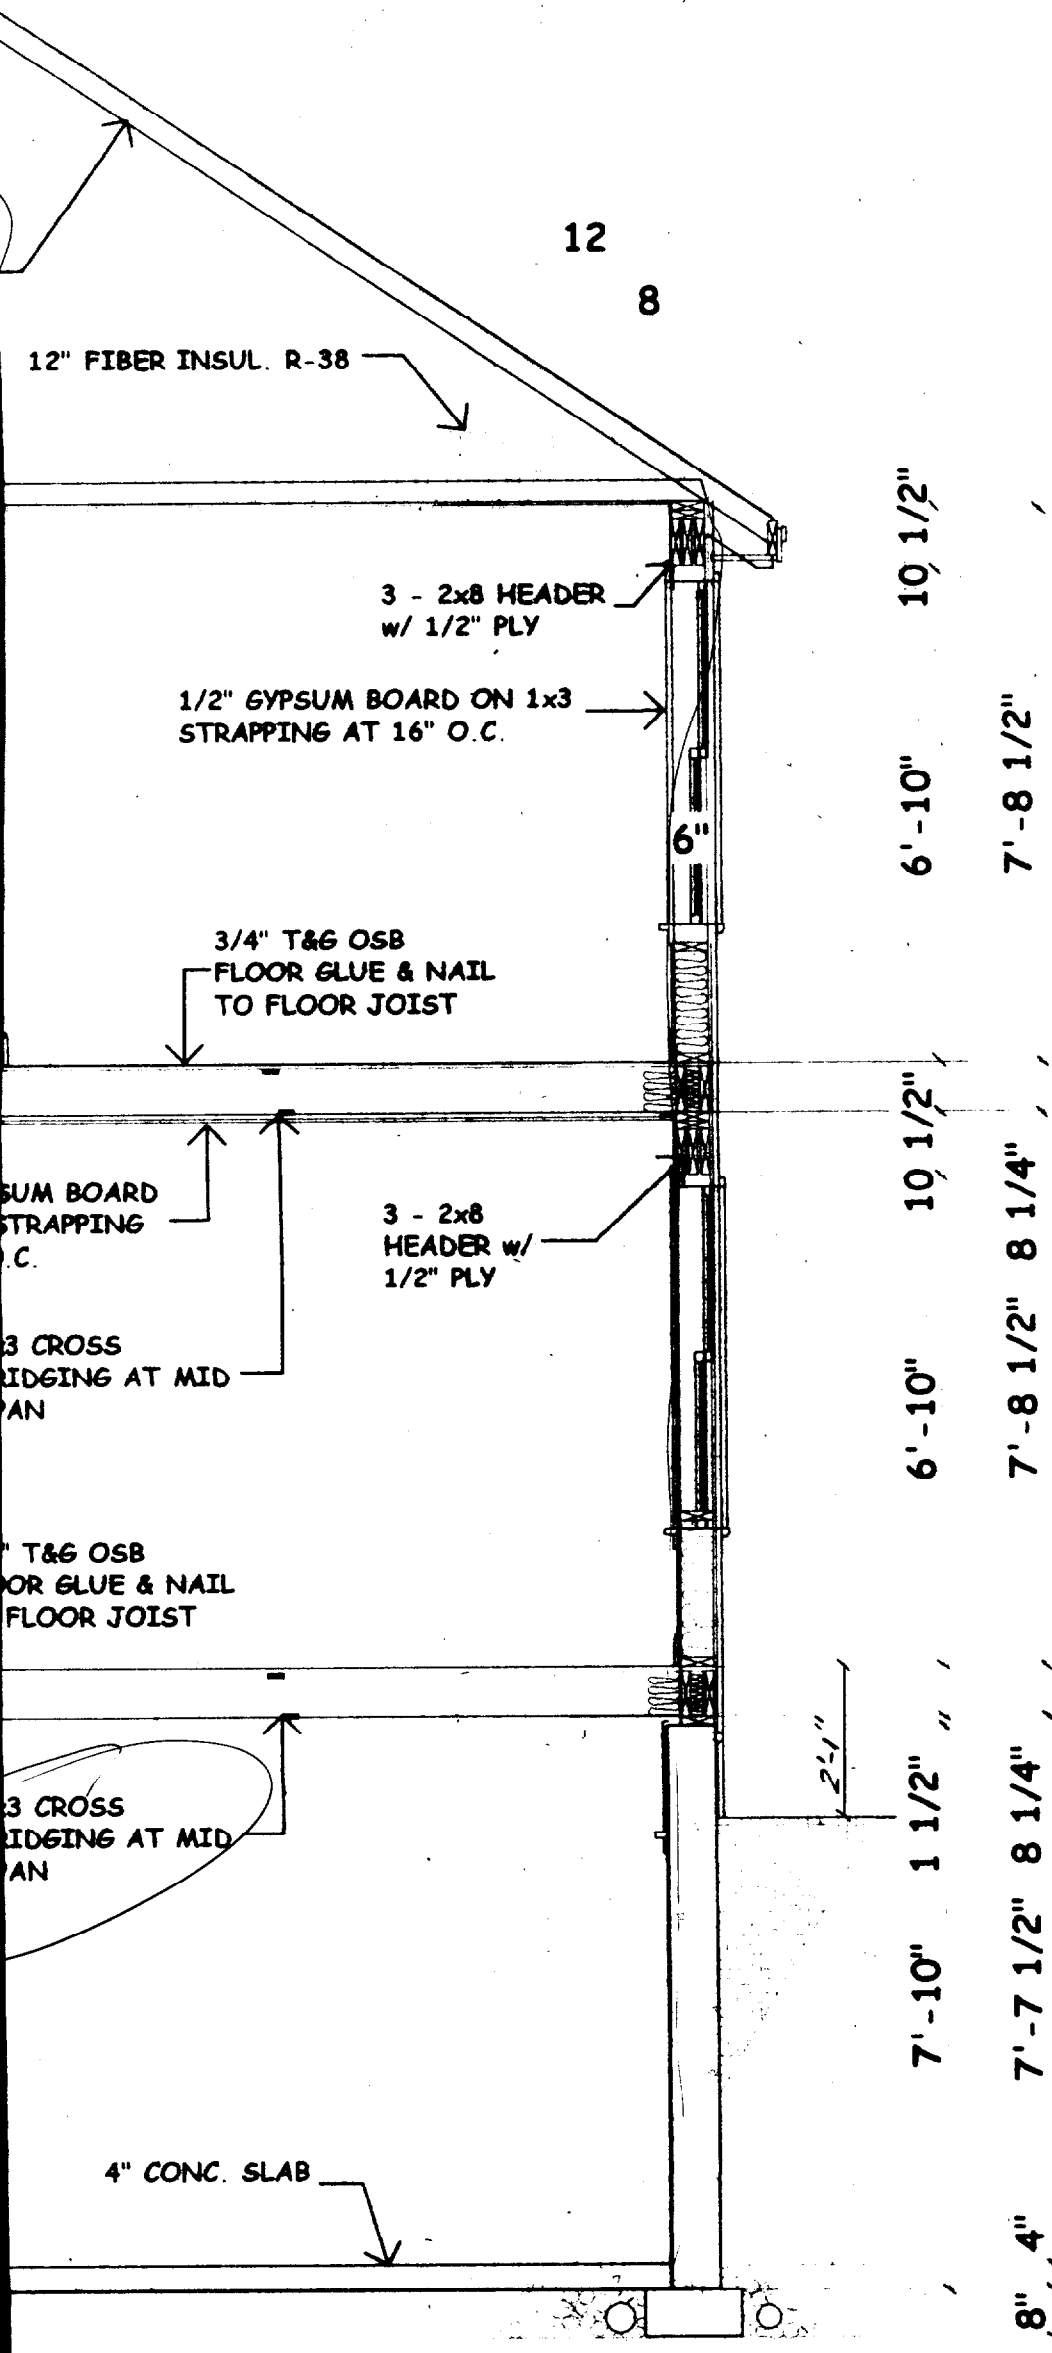 12
8
12" FIBER INSUL. R-38
10 1/2"
3 - 2x8 HEADER
w/ 1/2" PLY
1/2" GYPSUM BOARD ON 1x3
STRAPPING AT 16" O.C.
6'-10"
7'-8 1/2"
6"
3/4" T&G OSB
FLOOR GLUE & NAIL
TO FLOOR JOIST
10 1/2"
8 1/4"
SUM BOARD
STRAPPING
.C.
3 - 2x8
HEADER w/
1/2" PLY
3 CROSS
RIDGING AT MID
AN
6'-10"
7'-8 1/2"
" T&G OSB
OR GLUE & NAIL
FLOOR JOIST
2'-1"
1 1/2"
8 1/4"
3 CROSS
RIDGING AT MID
AN
7'-10"
7'-7 1/2"
4" CONC. SLAB
4"
8"